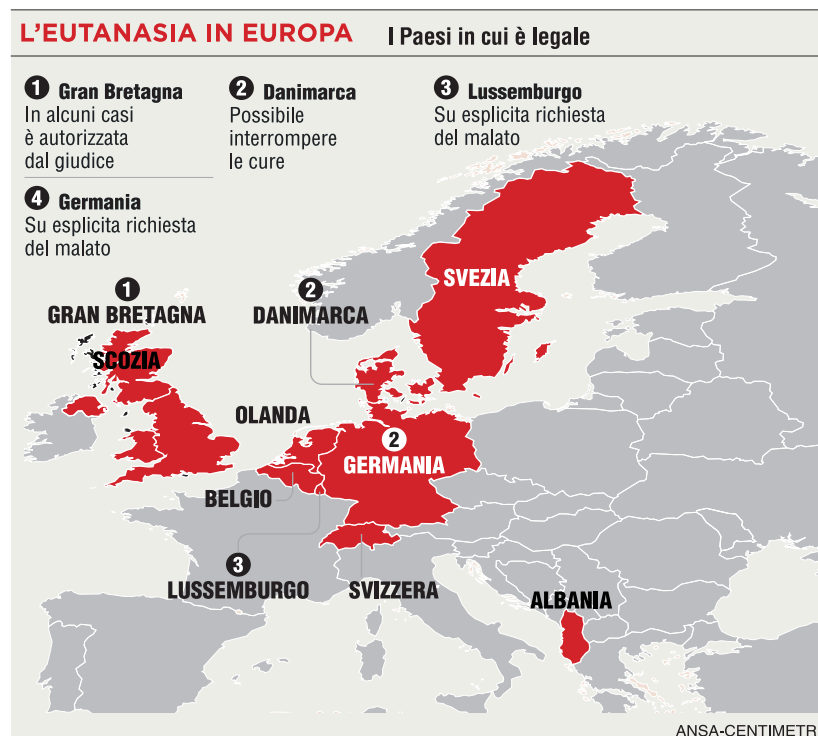 L'EUTANASIA IN EUROPA I Paesi in cui è legale
1 Gran Bretagna
In alcuni casi
è autorizzata
dal giudice
2 Danimarca
Possibile
interrompere
le cure
3 Lussemburgo
Su esplicita richiesta
del malato
4 Germania
Su esplicita richiesta
del malato
SVEZIA
1
GRAN BRETAGNA
2
DANIMARCA
SCOZIA
OLANDA
2
GERMANIA
BELGIO
3
LUSSEMBURGO
SVIZZERA
ALBANIA
ANSA-CENTIMETR